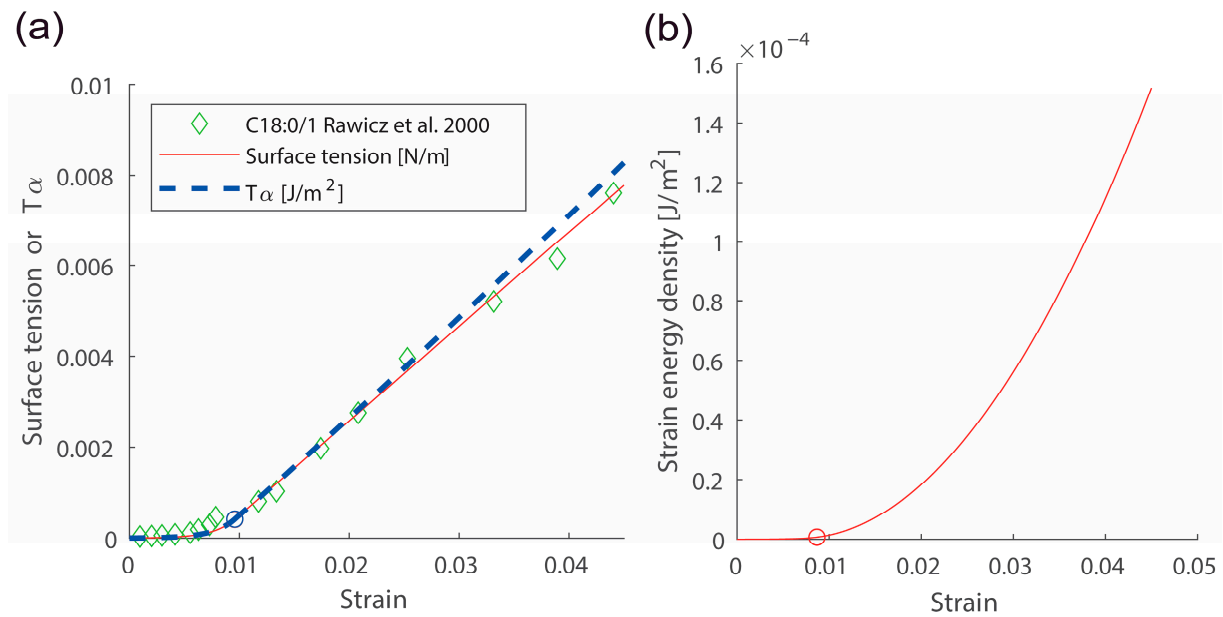 (a)
0.01
0.008
0.006
0.004
0.002
0
Surface tension or Tα
C18:0/1 Rawicz et al. 2000
Surface tension [N/m]
Tα [J/m²]
0.00 0.01 0.02 0.03 0.04
Strain
(b)
×10⁻⁴
1.6
1.4
1.2
1
0.8
0.6
0.4
0.2
0
Strain energy density [J/m²]
0 0.01 0.02 0.03 0.04 0.05
Strain